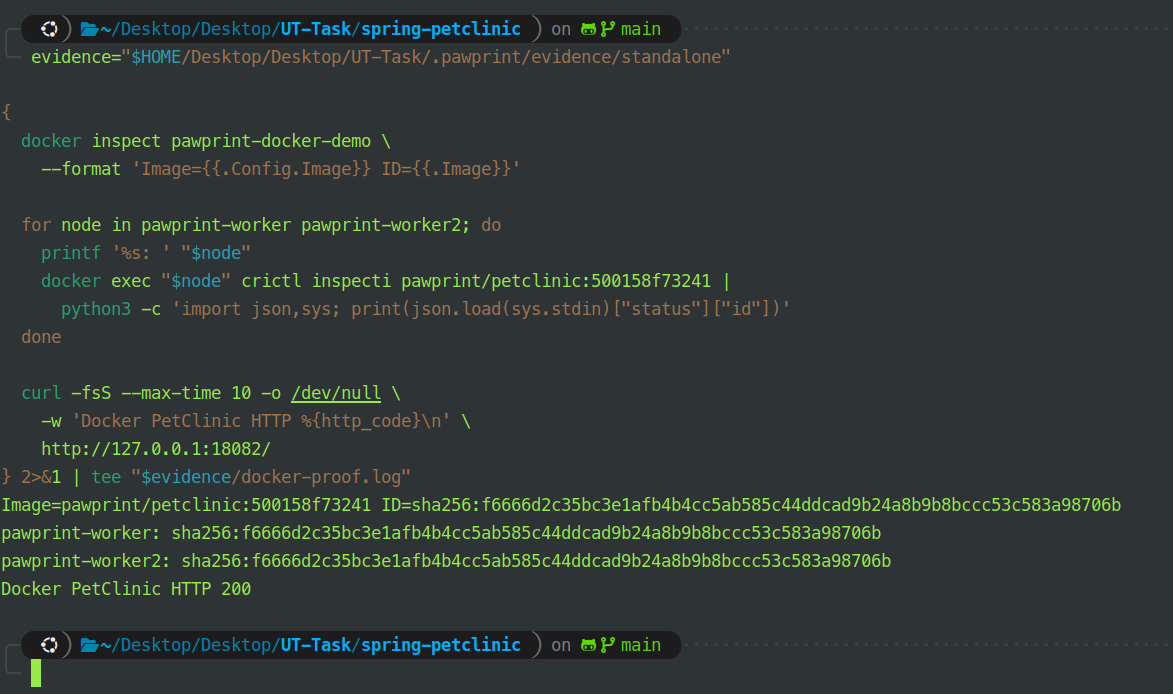 ~/Desktop/Desktop/UT-Task/spring-petclinic ) on main
evidence="$HOME/Desktop/Desktop/UT-Task/.pawprint/evidence/standalone"
{
docker inspect pawprint-docker-demo \
--format 'Image={{.Config.Image}} ID={{.Image}}'
for node in pawprint-worker pawprint-worker2; do
printf '%s: ' "$node"
docker exec "$node" crictl inspecti pawprint/petclinic:500158f73241 |
python3 -c 'import json,sys; print(json.load(sys.stdin)["status"]["id"])'
done
curl -fsS --max-time 10 -o /dev/null \
-w 'Docker PetClinic HTTP %{http_code}\n' \
http://127.0.0.1:18082/
} 2>&1 | tee "$evidence/docker-proof.log"
Image=pawprint/petclinic:500158f73241 ID=sha256:f6666d2c35bc3e1afb4b4cc5ab585c44ddcad9b24a8b9b8bccc53c583a98706b
pawprint-worker: sha256:f6666d2c35bc3e1afb4b4cc5ab585c44ddcad9b24a8b9b8bccc53c583a98706b
pawprint-worker2: sha256:f6666d2c35bc3e1afb4b4cc5ab585c44ddcad9b24a8b9b8bccc53c583a98706b
Docker PetClinic HTTP 200
~/Desktop/Desktop/UT-Task/spring-petclinic ) on main